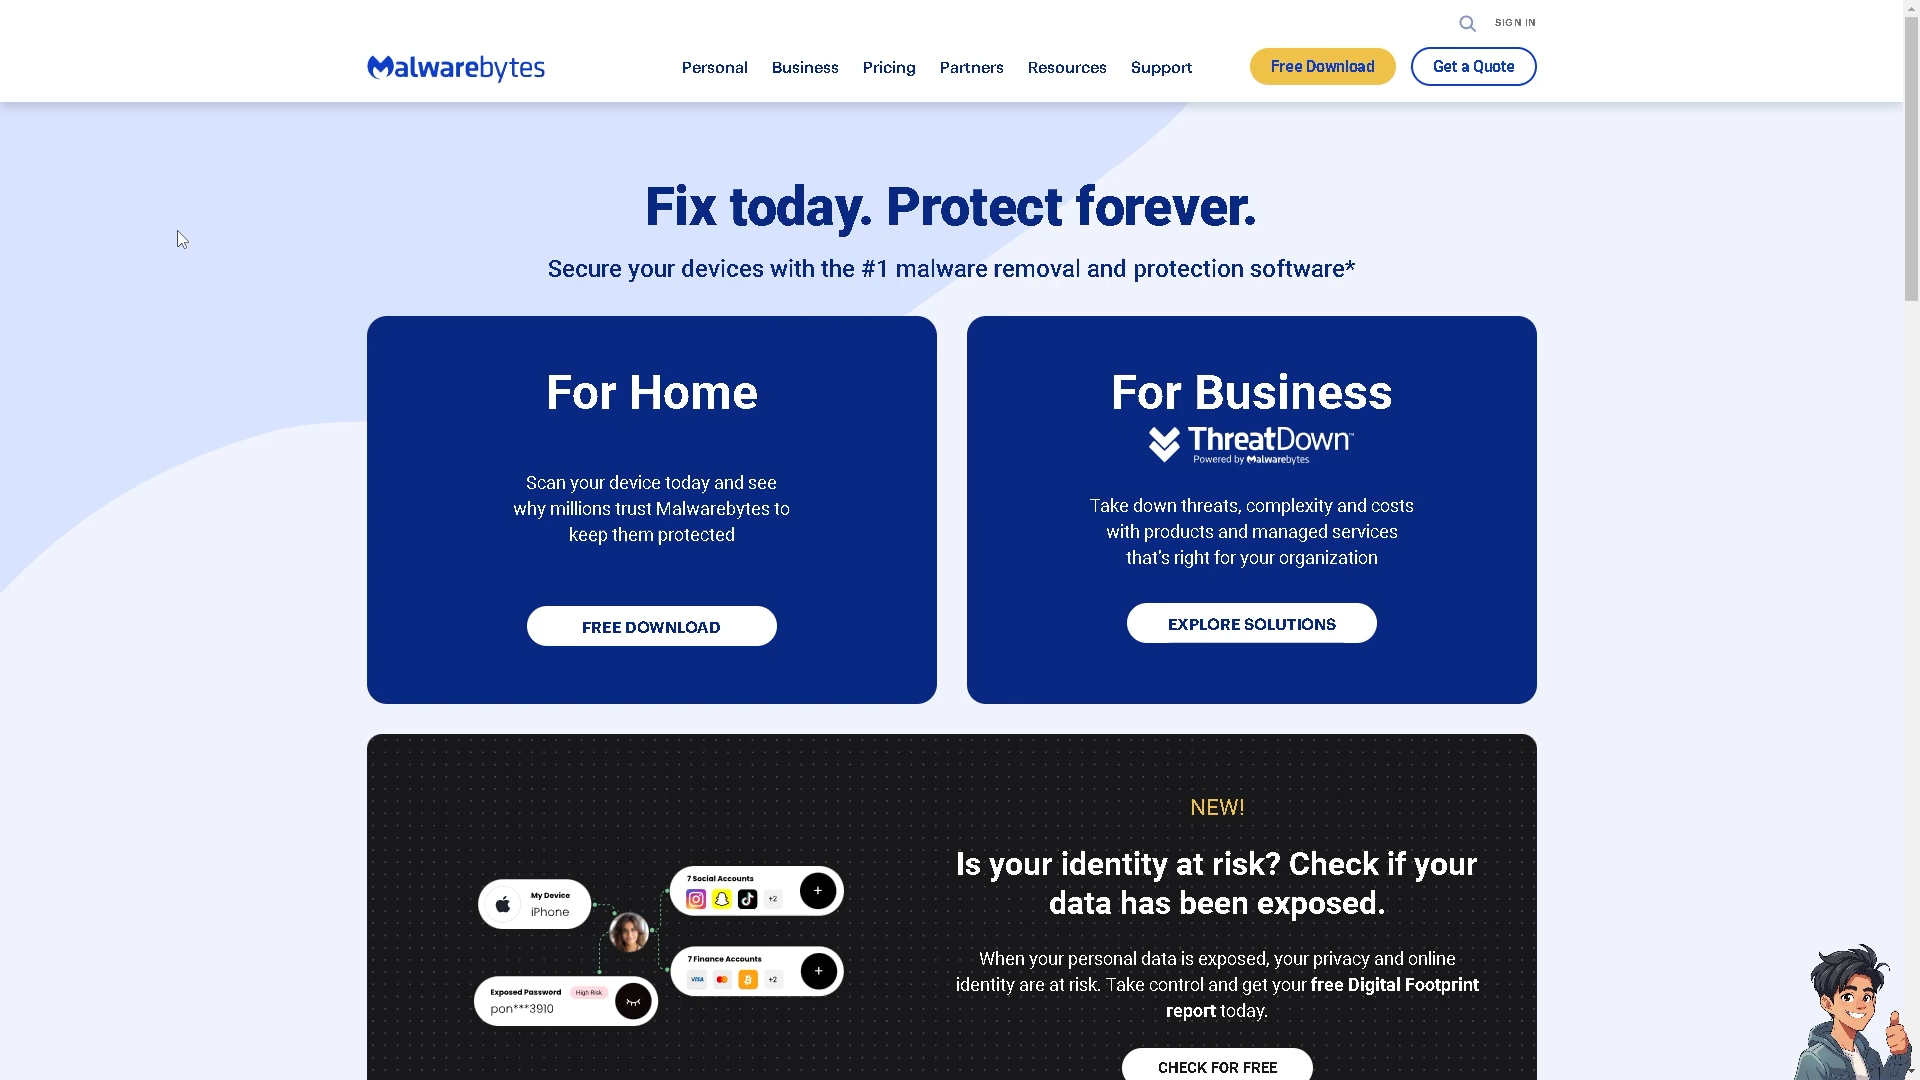 SIGN IN
Malwarebytes
Personal Business Pricing Partners Resources Support Free Download Get a Quote
Fix today. Protect forever.
Secure your devices with the #1 malware removal and protection software*
For Home
Scan your device today and see
why millions trust Malwarebytes to
keep them protected
FREE DOWNLOAD
For Business
ThreatDown™
Powered by Malwarebytes
Take down threats, complexity and costs
with products and managed services
that's right for your organization
EXPLORE SOLUTIONS
My Device
iPhone
7 Social Accounts
+2
+
7 Finance Accounts
VISA
+2
+
Exposed Password High Risk
pon***3910
NEW!
Is your identity at risk? Check if your
data has been exposed.
When your personal data is exposed, your privacy and online
identity are at risk. Take control and get your free Digital Footprint
report today.
CHECK FOR FREE